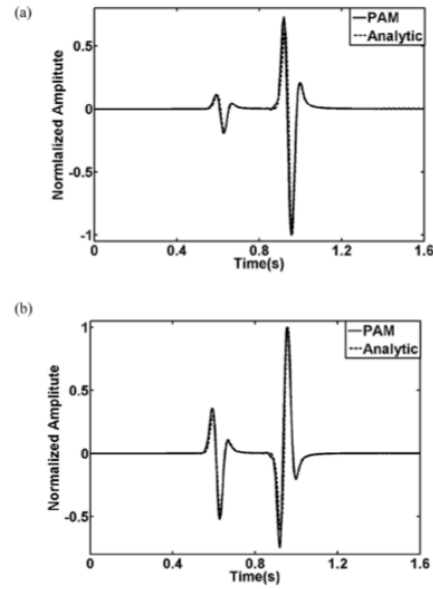 (a)
PAM
Analytic
0.5
0
-0.5
-1
Normlalized Amplitude
0 0.4 0.8 1.2 1.6
Time(s)
(b)
PAM
Analytic
1
0.5
0
-0.5
Normalized Amplitude
0 0.4 0.8 1.2 1.6
Time(s)